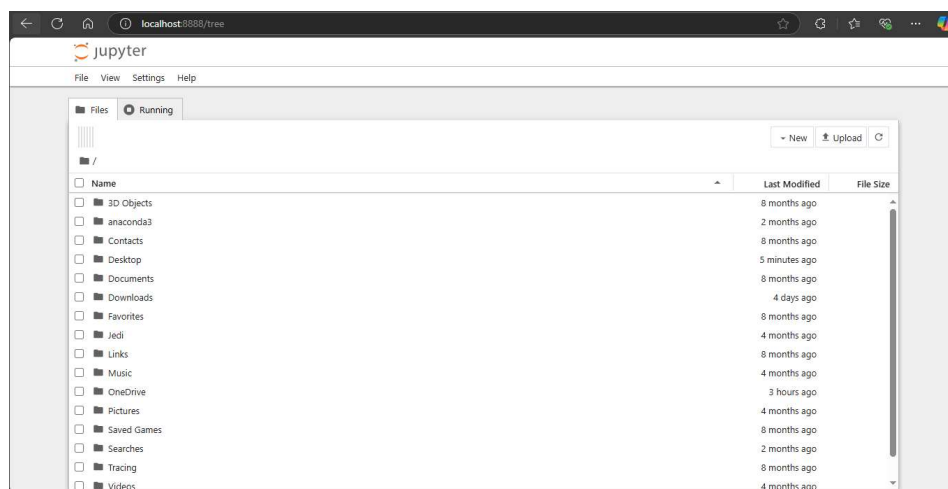 localhost:8888/tree
jupyter
File View Settings Help
Files Running
New Upload
/
Name Last Modified File Size
3D Objects 8 months ago
anaconda3 2 months ago
Contacts 8 months ago
Desktop 5 minutes ago
Documents 8 months ago
Downloads 4 days ago
Favorites 8 months ago
Jedi 4 months ago
Links 8 months ago
Music 4 months ago
OneDrive 3 hours ago
Pictures 4 months ago
Saved Games 8 months ago
Searches 2 months ago
Tracing 8 months ago
Videos 4 months ago